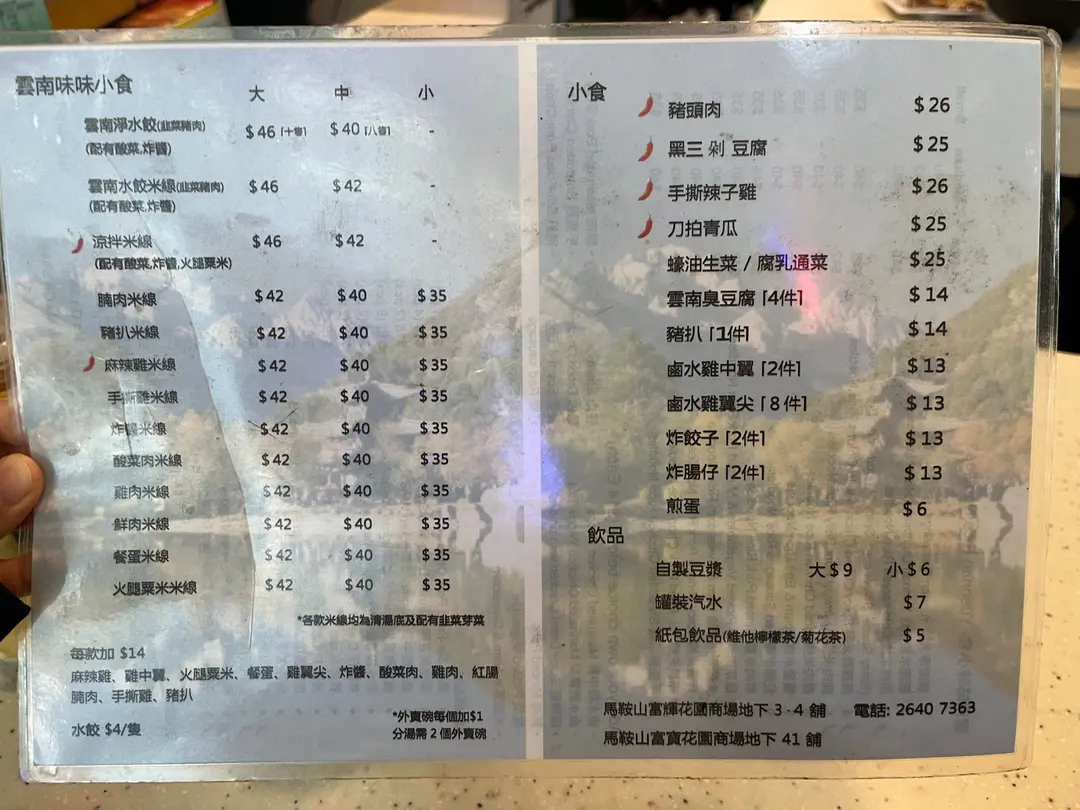 雲南味味小食 大 中 小
雲南淨水餃(韭菜豬肉) $46「十隻」 $40「八隻」 -
(配有酸菜,炸醬)
雲南水餃米線(韭菜豬肉) $46 $42 -
(配有酸菜,炸醬)
涼拌米線 $46 $42 -
(配有酸菜,炸醬,火腿粟米)
腩肉米線 $42 $40 $35
豬扒米線 $42 $40 $35
麻辣雞米線 $42 $40 $35
手撕雞米線 $42 $40 $35
炸醬米線 $42 $40 $35
酸菜肉米線 $42 $40 $35
雞肉米線 $42 $40 $35
鮮肉米線 $42 $40 $35
餐蛋米線 $42 $40 $35
火腿粟米米線 $42 $40 $35
*各款米線均為清湯底及配有韭菜芽菜
每款加 $14
麻辣雞、雞中翼、火腿粟米、餐蛋、雞翼尖、炸醬、酸菜肉、雞肉、紅腸
腩肉、手撕雞、豬扒
水餃 $4/隻
*外賣碗每個加$1
分湯需 2 個外賣碗
小食
豬頭肉 $26
黑三剁豆腐 $25
手撕辣子雞 $26
刀拍青瓜 $25
蠔油生菜 / 腐乳通菜 $25
雲南臭豆腐「4件」 $14
豬扒「1件」 $14
鹵水雞中翼「2件」 $13
鹵水雞翼尖「8件」 $13
炸餃子「2件」 $13
炸腸仔「2件」 $13
煎蛋 $6
飲品
自製豆漿 大$9 小$6
罐裝汽水 $7
紙包飲品(維他檸檬茶/菊花茶) $5
馬鞍山富輝花園商場地下 3-4 舖 電話: 2640 7363
馬鞍山富寶花園商場地下 41 舖